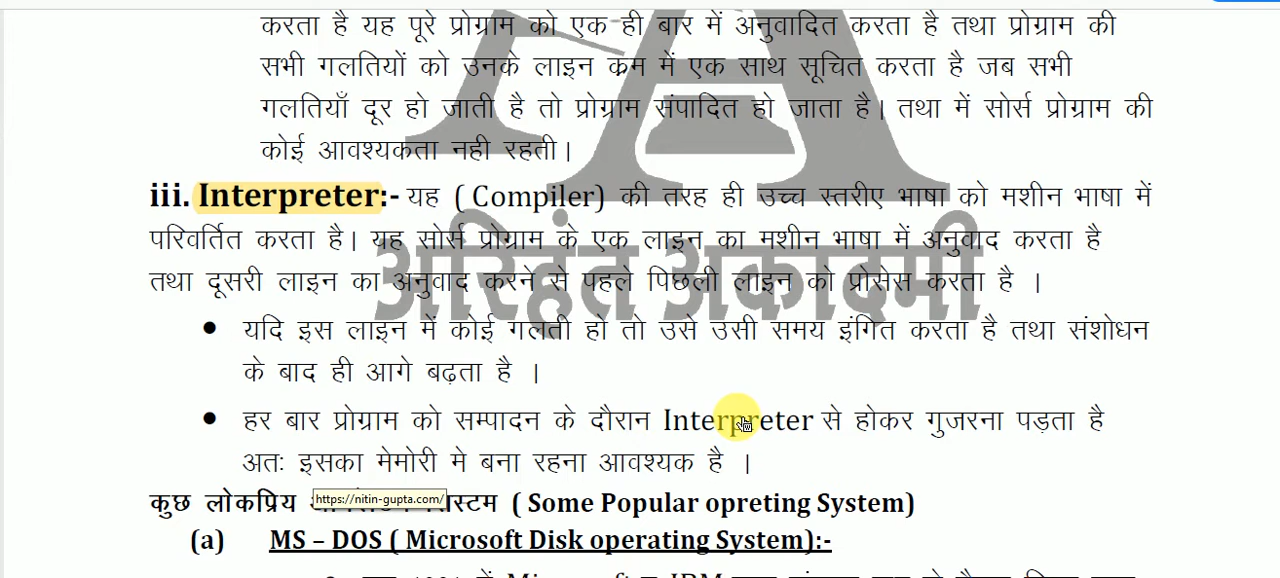 करता है यह पूरे प्रोग्राम को एक ही बार में अनुवादित करता है तथा प्रोग्राम की
सभी गलतियों को उनके लाइन क्रम में एक साथ सूचित करता है जब सभी
गलतियाँ दूर हो जाती है तो प्रोग्राम संपादित हो जाता है। तथा में सोर्स प्रोग्राम की
कोई आवश्यकता नही रहती।
iii. Interpreter:- यह ( Compiler) की तरह ही उच्च स्तरीए भाषा को मशीन भाषा में
परिवर्तित करता है। यह सोर्स प्रोग्राम के एक लाइन का मशीन भाषा में अनुवाद करता है
तथा दूसरी लाइन का अनुवाद करने से पहले पिछली लाइन को प्रोसेस करता है ।
अरिहंत अकादमी
• यदि इस लाइन में कोई गलती हो तो उसे उसी समय इंगित करता है तथा संशोधन
के बाद ही आगे बढ़ता है ।
• हर बार प्रोग्राम को सम्पादन के दौरान Interpreter से होकर गुजरना पड़ता है
अतः इसका मेमोरी मे बना रहना आवश्यक है ।
https://nitin-gupta.com/
कुछ लोकप्रिय ( Some Popular opreting System)
(a) MS – DOS ( Microsoft Disk operating System):-